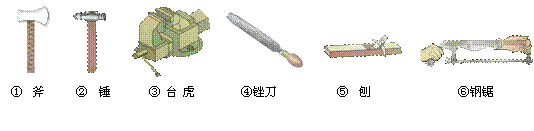 ① 斧 ② 锤 ③ 台 虎 ④锉刀 ⑤ 刨 ⑥钢锯